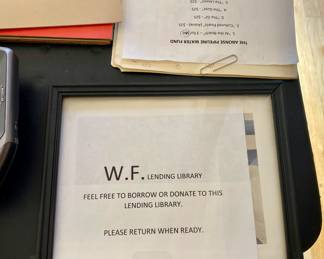 THE AMONSE PIPELINE WATER FUND
W.F. LENDING LIBRARY
FEEL FREE TO BORROW OR DONATE TO THIS
LENDING LIBRARY.
PLEASE RETURN WHEN READY.